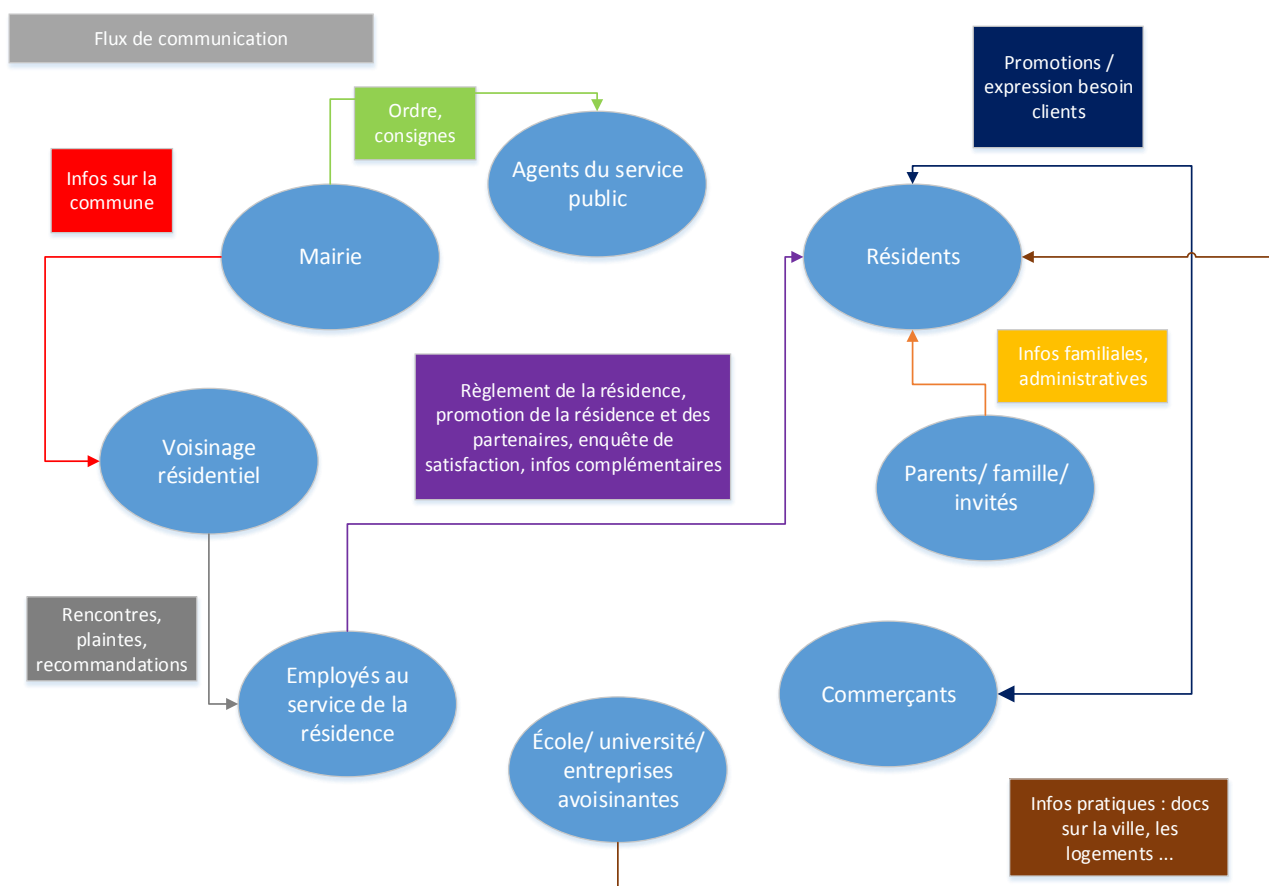 Flux de communication
Promotions /
expression besoin
clients
Ordre,
consignes
Agents du service
public
Infos sur la
commune
Mairie
Résidents
Infos familiales,
administratives
Règlement de la résidence,
promotion de la résidence et des
partenaires, enquête de
satisfaction, infos complémentaires
Voisinage
résidentiel
Parents/ famille/
invités
Rencontres,
plaintes,
recommandations
Employés au
service de la
résidence
Commerçants
École/ université/
entreprises
avoisinantes
Infos pratiques : docs
sur la ville, les
logements ...